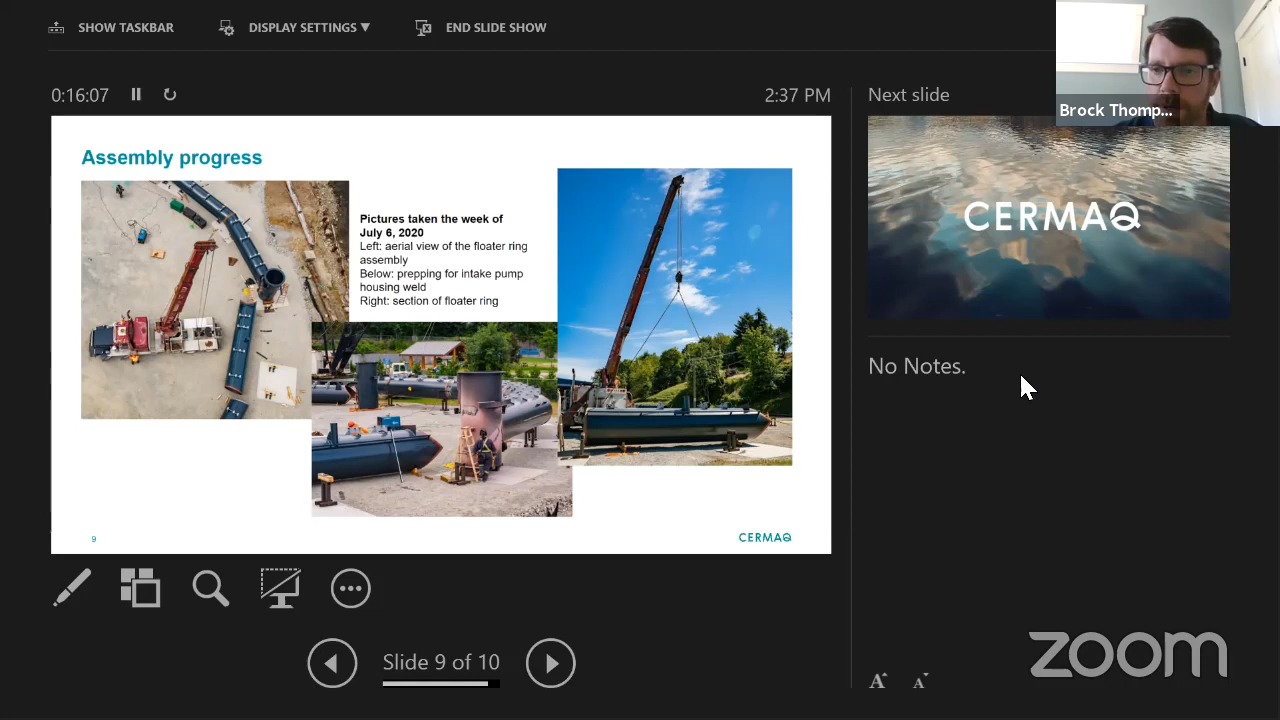 SHOW TASKBAR
DISPLAY SETTINGS ▼
END SLIDE SHOW
Brock Thomp...
0:16:07
2:37 PM
Next slide
Assembly progress
Pictures taken the week of
July 6, 2020
Left: aerial view of the floater ring
assembly
Below: prepping for intake pump
housing weld
Right: section of floater ring
9
CERMAQ
CERMAQ
No Notes.
Slide 9 of 10
A A
zoom